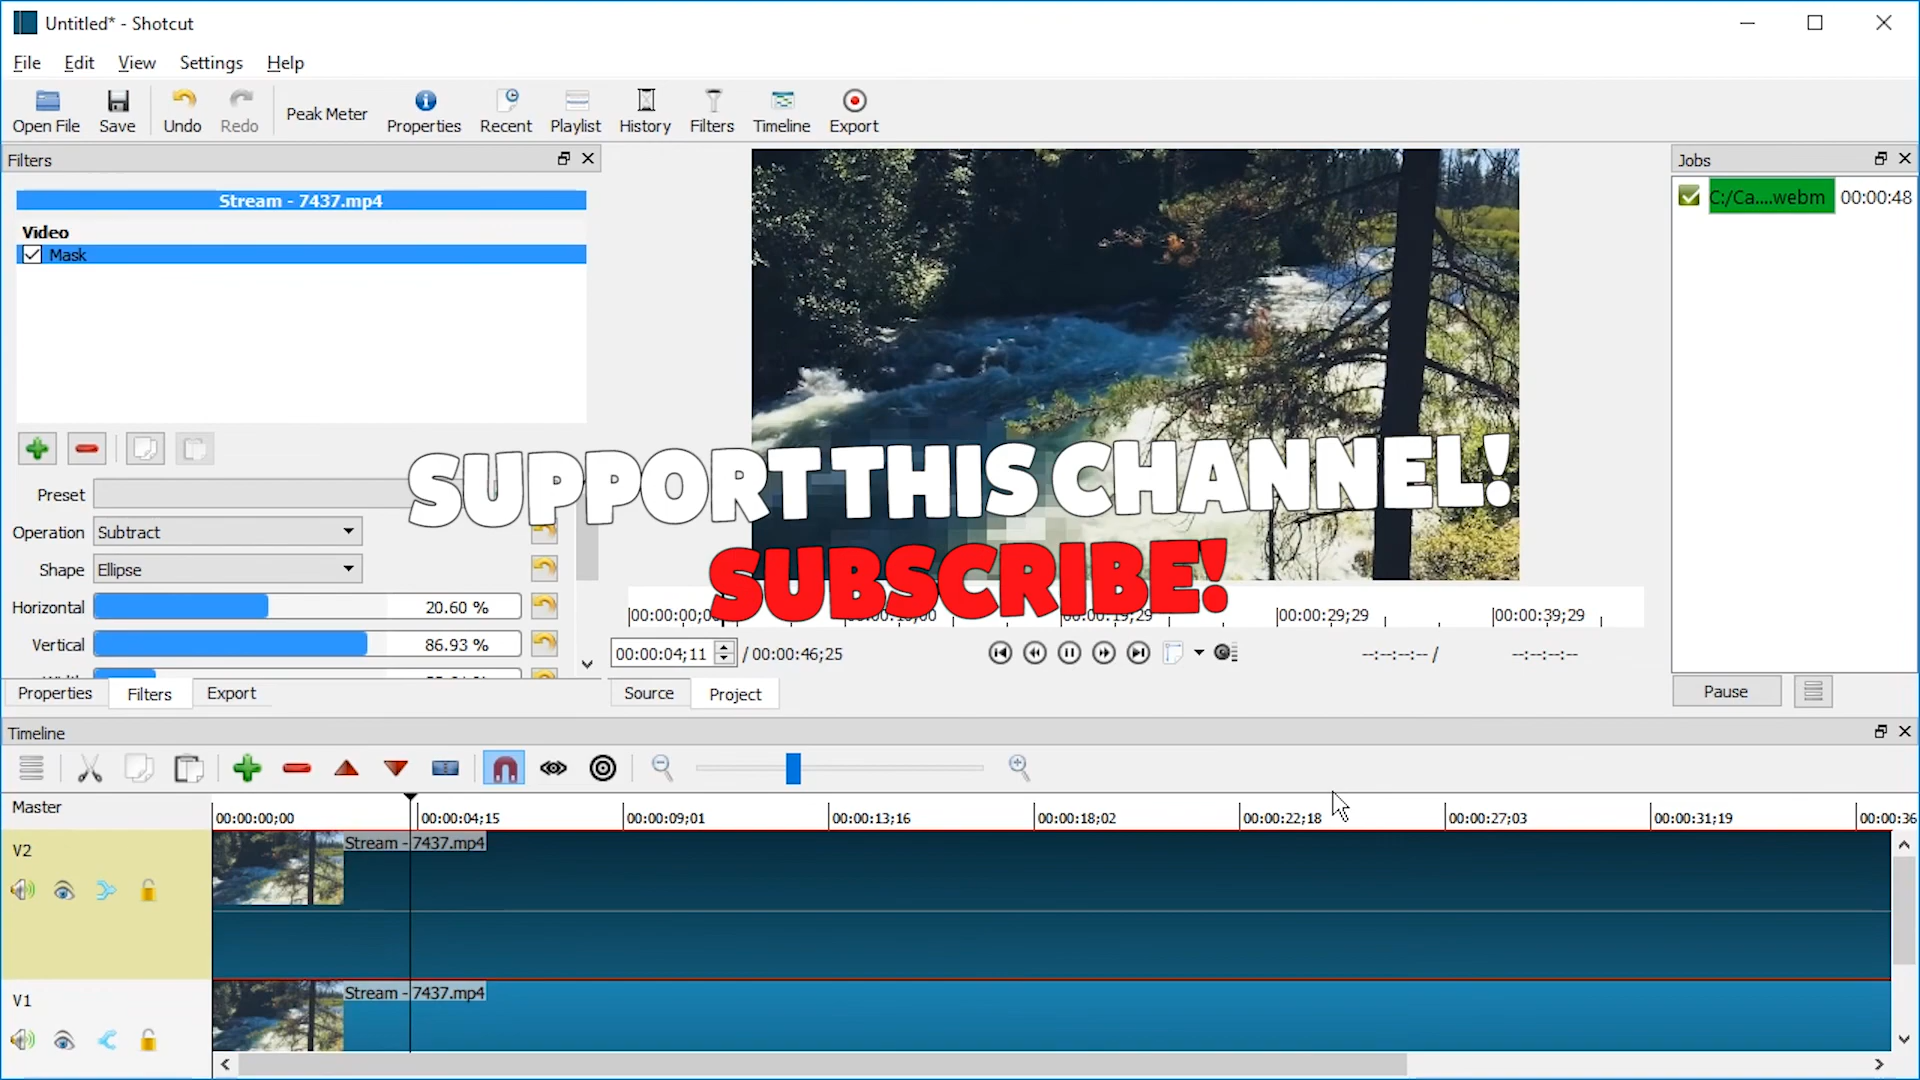 Untitled* - Shotcut
File Edit View Settings Help
Open File Save Undo Redo Peak Meter Properties Recent Playlist History Filters Timeline Export
Filters
Stream - 7437.mp4
Video
Mask
Preset
Operation Subtract
Shape Ellipse
Horizontal 20.60 %
Vertical 86.93 %
Properties Filters Export
SUPPORT THIS CHANNEL!
SUBSCRIBE!
00:00:29;29 00:00:39;29
00:00:04;11 / 00:00:46;25 --:--:--:-- / --:--:--:--
Source Project
Jobs
C:/Ca....webm 00:00:48
Pause
Timeline
Master
00:00:00;00 00:00:04;15 00:00:09;01 00:00:13;16 00:00:18;02 00:00:22;18 00:00:27;03 00:00:31;19 00:00:36
V2
Stream - 7437.mp4
V1
Stream - 7437.mp4